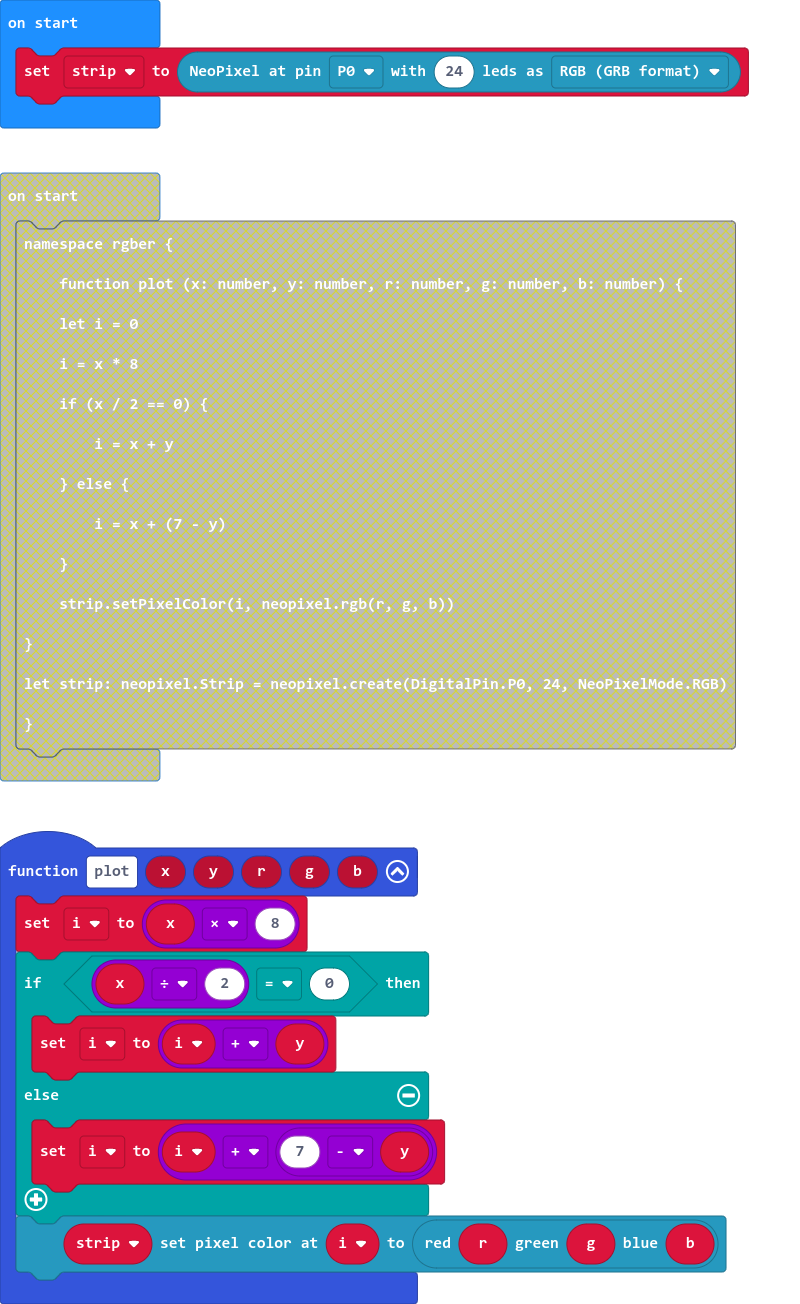 on start
set strip to NeoPixel at pin P0 with 24 leds as RGB (GRB format)
on start
namespace rgber {
function plot (x: number, y: number, r: number, g: number, b: number) {
let i = 0
i = x * 8
if (x / 2 == 0) {
i = x + y
} else {
i = x + (7 - y)
}
strip.setPixelColor(i, neopixel.rgb(r, g, b))
}
let strip: neopixel.Strip = neopixel.create(DigitalPin.P0, 24, NeoPixelMode.RGB)
}
function plot x y r g b
set i to x × 8
if x ÷ 2 = 0 then
set i to i + y
else
set i to i + 7 - y
strip set pixel color at i to red r green g blue b